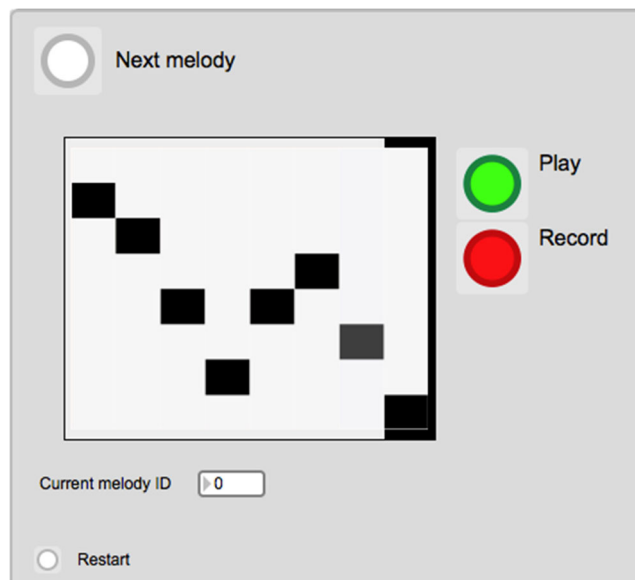 Next melody
Play
Record
Current melody ID 0
Restart